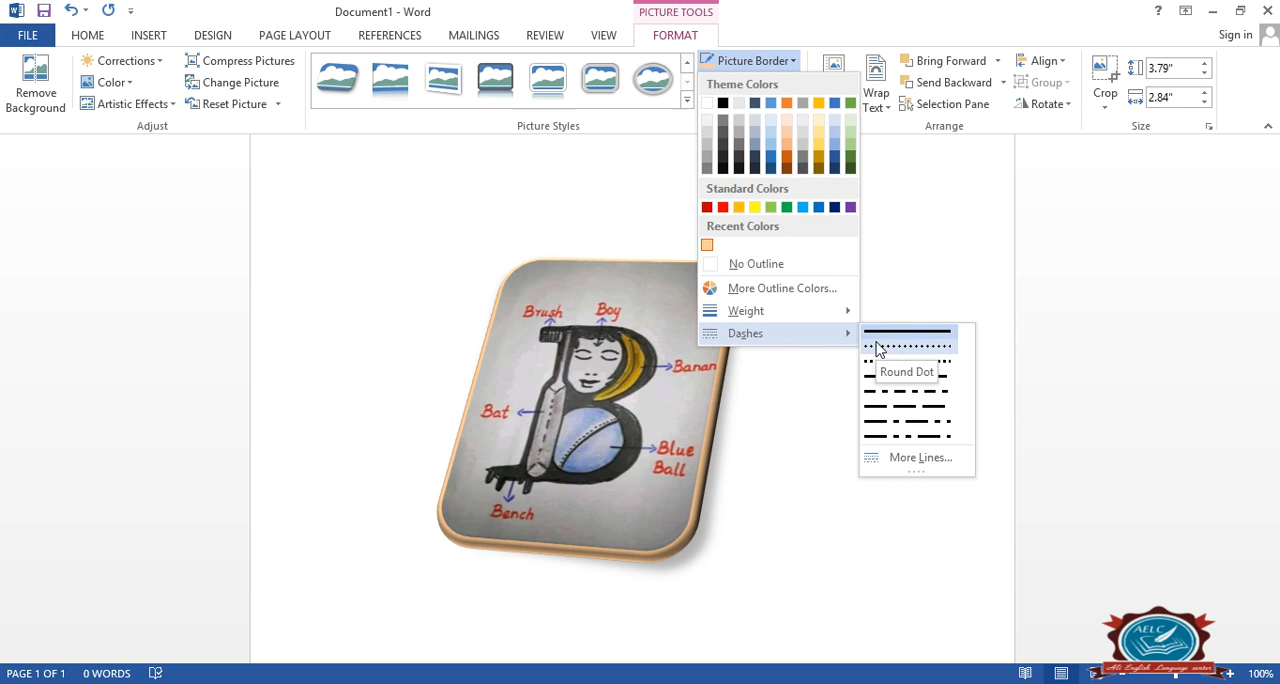 Document1 - Word
PICTURE TOOLS
?
FILE HOME INSERT DESIGN PAGE LAYOUT REFERENCES MAILINGS REVIEW VIEW FORMAT Sign in
Remove Background
Corrections
Color
Artistic Effects
Compress Pictures
Change Picture
Reset Picture
Adjust
Picture Styles
Picture Border
Theme Colors
Standard Colors
Recent Colors
No Outline
More Outline Colors...
Weight
Dashes
Round Dot
More Lines...
Wrap Text
Bring Forward
Send Backward
Selection Pane
Align
Group
Rotate
Arrange
Crop
3.79"
2.84"
Size
Brush Boy
Banan
Bat
Blue
Ball
Bench
AELC
Ali English Language center
PAGE 1 OF 1 0 WORDS 100%